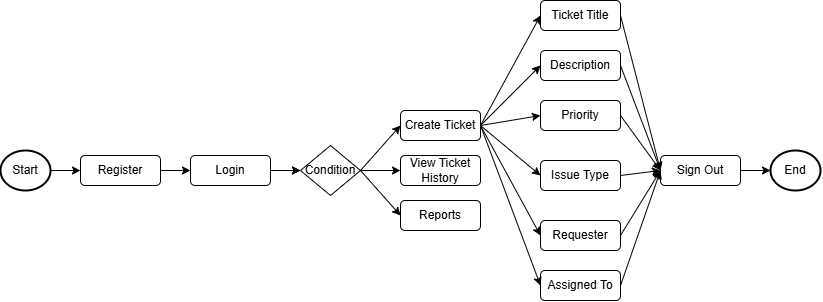 Start
Register
Login
Condition
Create Ticket
View Ticket
History
Reports
Ticket Title
Description
Priority
Issue Type
Requester
Assigned To
Sign Out
End